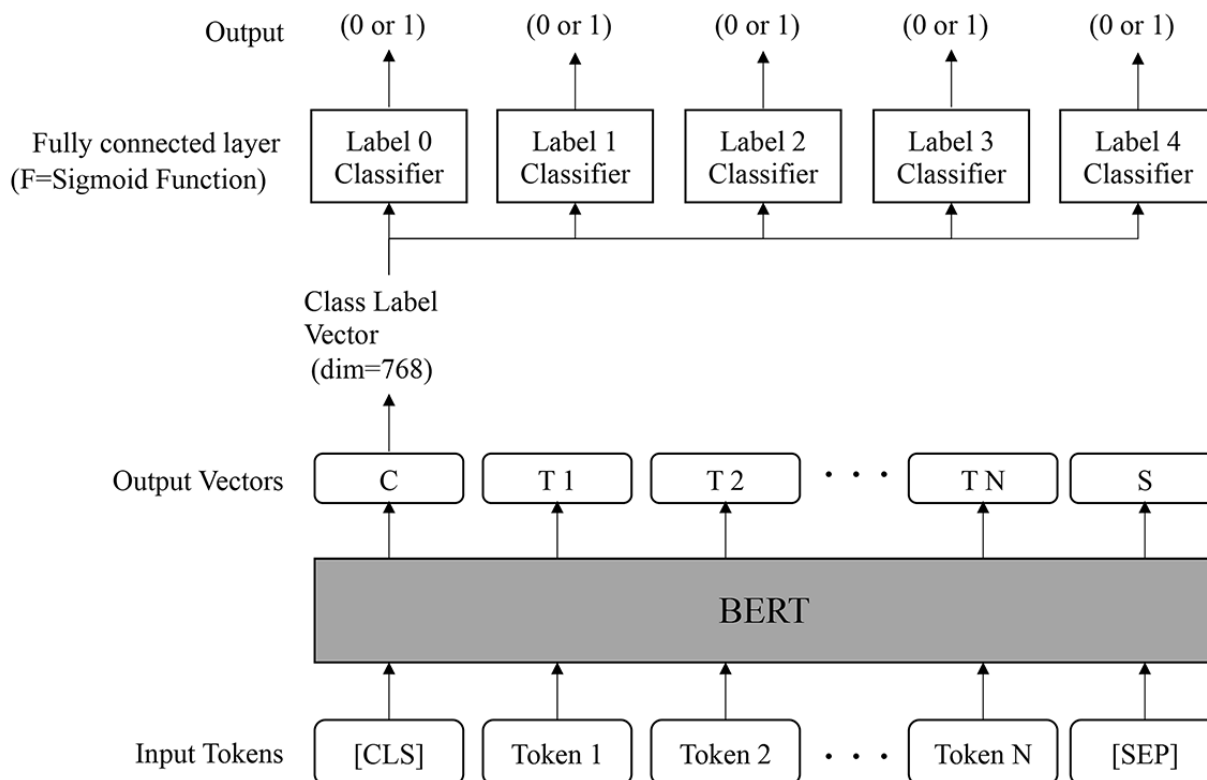 Output (0 or 1) (0 or 1) (0 or 1) (0 or 1) (0 or 1)
Fully connected layer
(F=Sigmoid Function)
Label 0
Classifier
Label 1
Classifier
Label 2
Classifier
Label 3
Classifier
Label 4
Classifier
Class Label
Vector
(dim=768)
Output Vectors C T 1 T 2 · · · T N S
BERT
Input Tokens [CLS] Token 1 Token 2 · · · Token N [SEP]